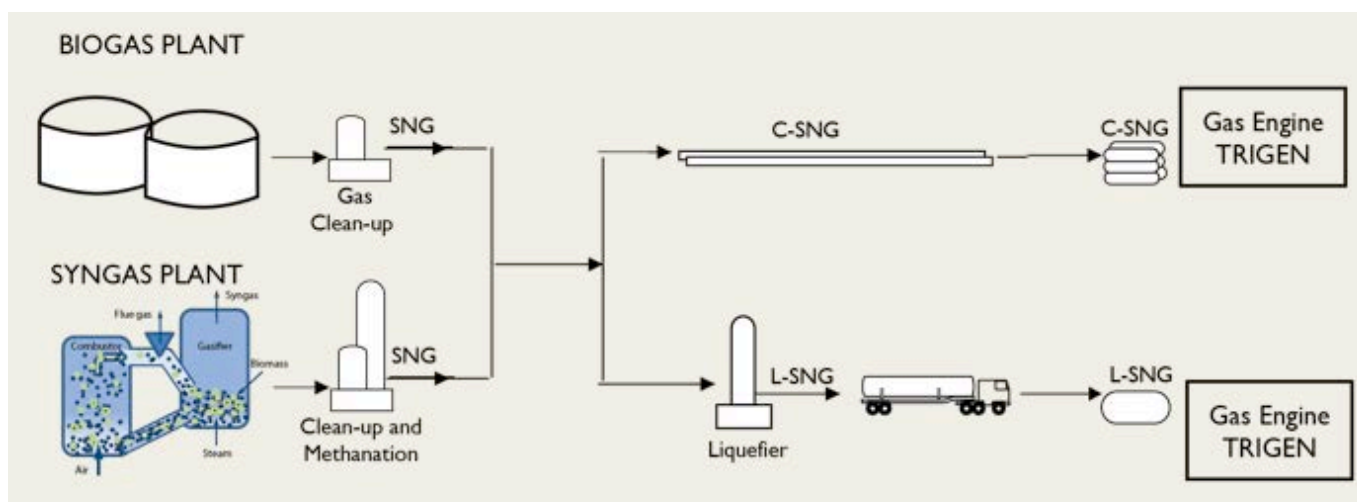 BIOGAS PLANT
SNG
Gas
Clean-up
C-SNG
C-SNG
Gas Engine
TRIGEN
SYNGAS PLANT
Syngas
Flue gas
Combustor
Gasifier
Biomass
Steam
Air
SNG
Clean-up and
Methanation
Liquefier
L-SNG
L-SNG
Gas Engine
TRIGEN